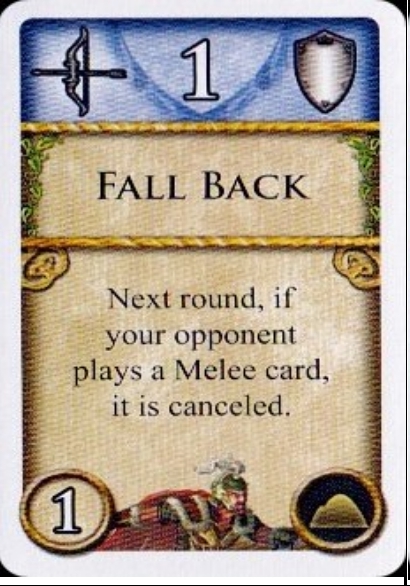 1
FALL BACK
Next round, if
your opponent
plays a Melee card,
it is canceled.
1